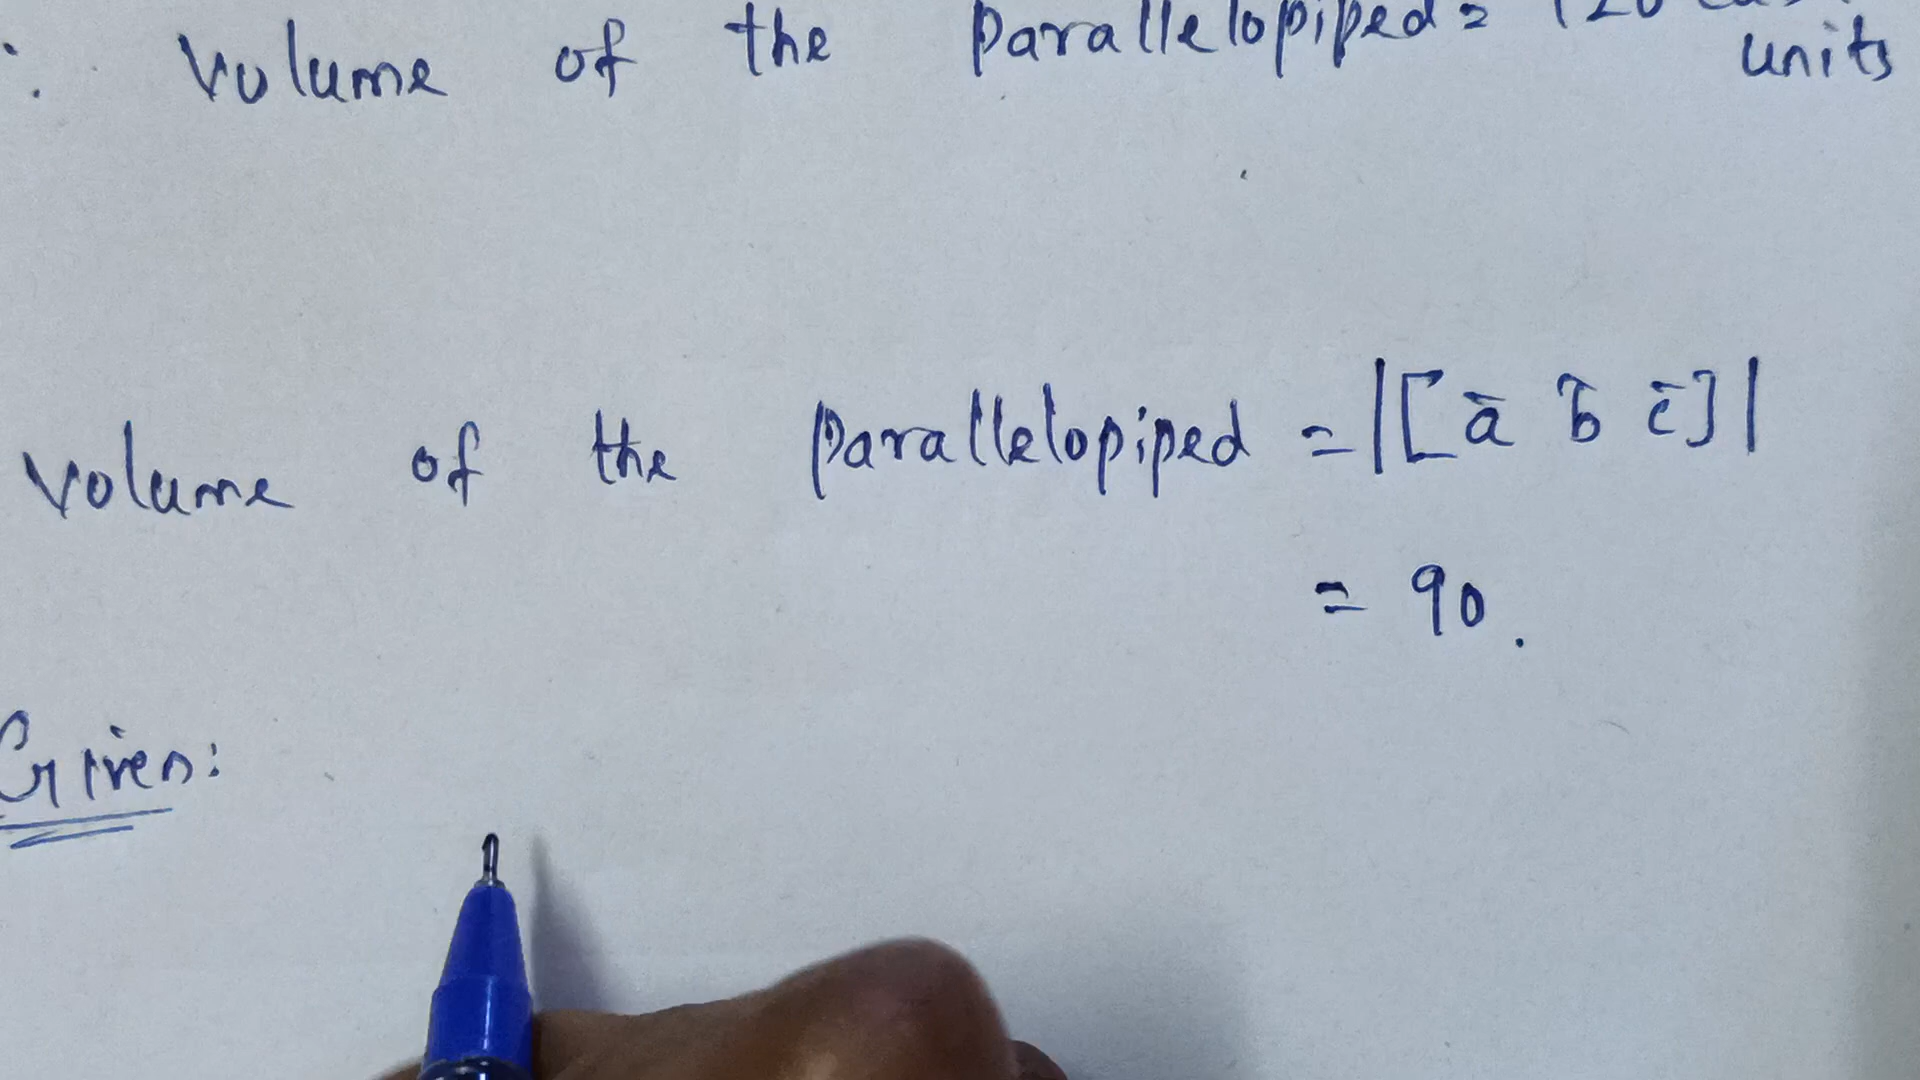 ∴ Volume of the parallelopiped =
units
Volume of the parallelopiped = |[ā b̄ c̄]|
= 90.
Given: